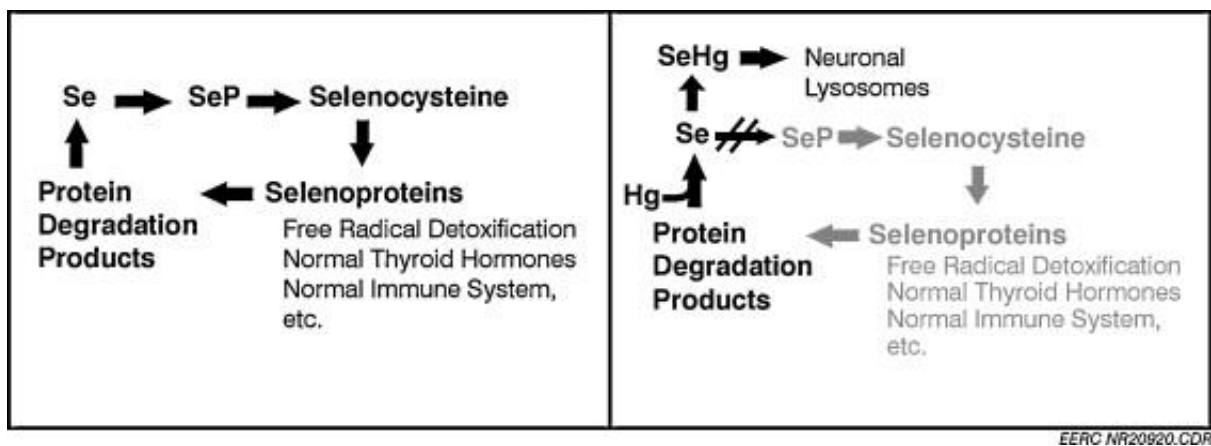 Se SeP Selenocysteine
Protein
Degradation
Products
Selenoproteins
Free Radical Detoxification
Normal Thyroid Hormones
Normal Immune System,
etc.
SeHg Neuronal
Lysosomes
Se SeP Selenocysteine
Hg
Protein
Degradation
Products
Selenoproteins
Free Radical Detoxification
Normal Thyroid Hormones
Normal Immune System,
etc.
EERC NR20920.CDR